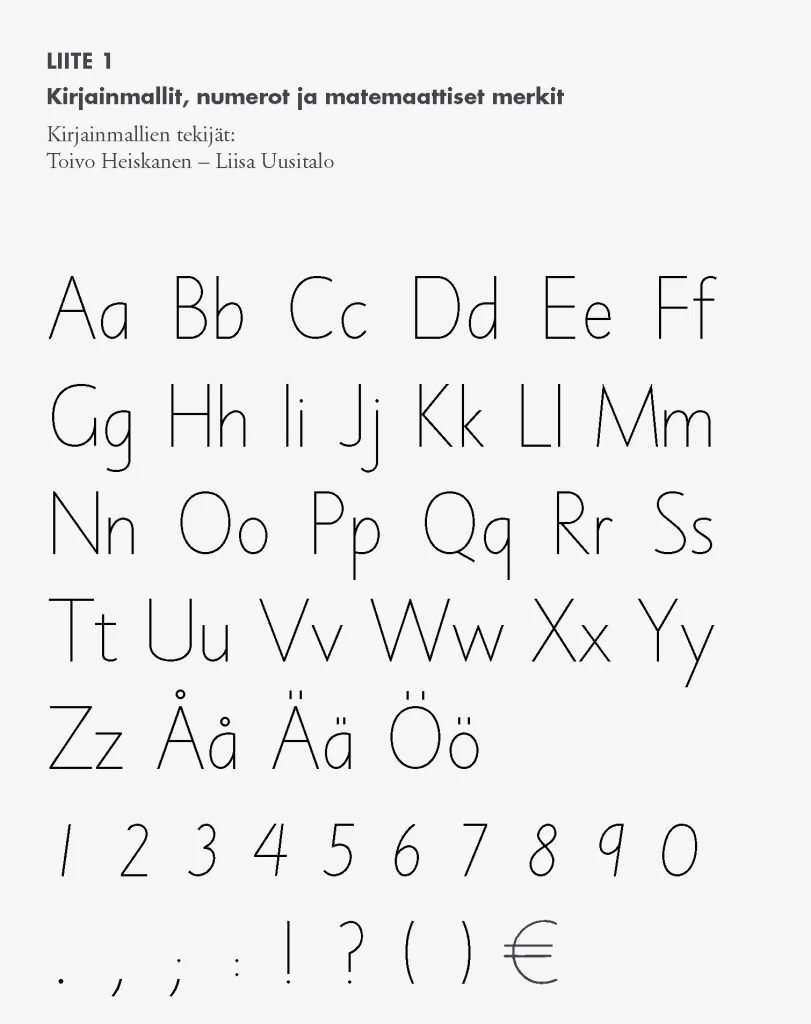 LIITE 1
Kirjainmallit, numerot ja matemaattiset merkit
Kirjainmallien tekijät:
Toivo Heiskanen – Liisa Uusitalo
Aa Bb Cc Dd Ee Ff
Gg Hh Ii Jj Kk Ll Mm
Nn Oo Pp Qq Rr Ss
Tt Uu Vv Ww Xx Yy
Zz Åå Ää Öö
1 2 3 4 5 6 7 8 9 0
. , ; : ! ? ( ) €